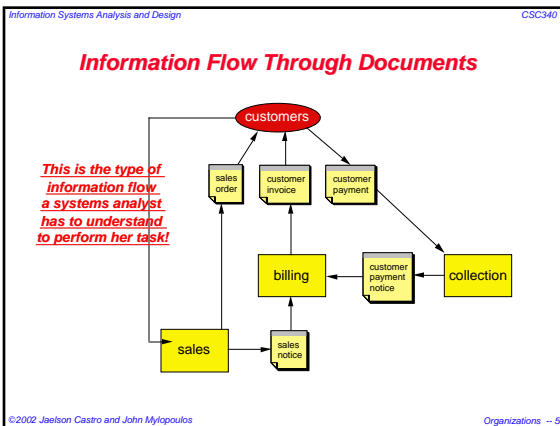 Information Systems Analysis and Design
CSC340
Information Flow Through Documents
customers
This is the type of
information flow
a systems analyst
has to understand
to perform her task!
sales
order
customer
invoice
customer
payment
billing
customer
payment
notice
collection
sales
sales
notice
©2002 Jaelson Castro and John Mylopoulos
Organizations -- 5